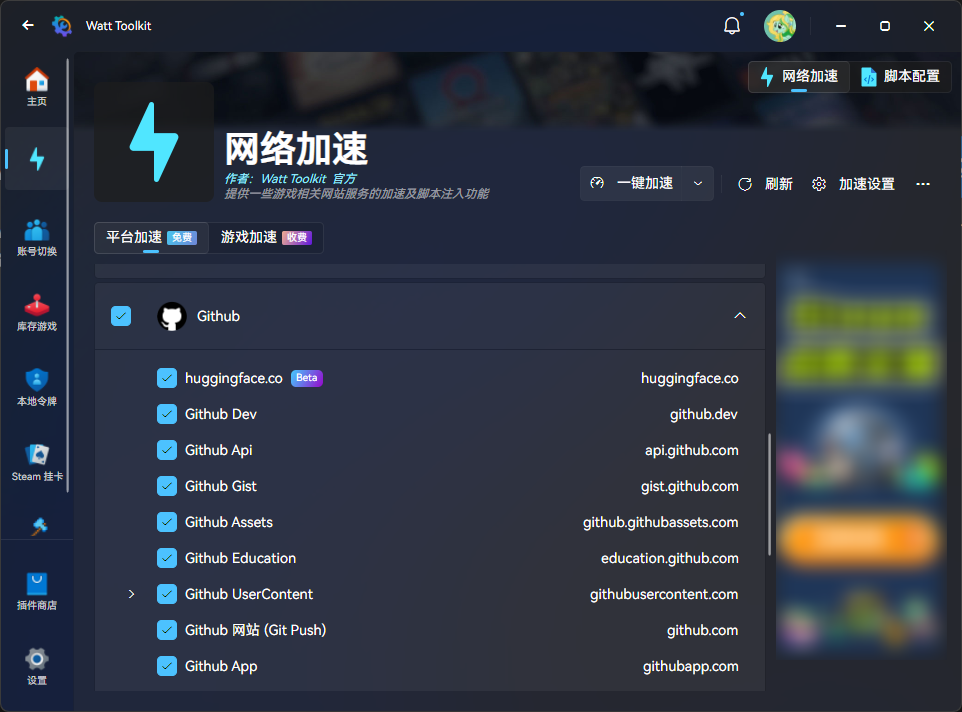 Watt Toolkit
网络加速
脚本配置
主页
网络加速
作者：Watt Toolkit 官方
提供一些游戏相关网站服务的加速及脚本注入功能
一键加速
刷新
加速设置
平台加速 免费
游戏加速 收费
账号切换
库存游戏
本地令牌
Steam 挂卡
插件商店
设置
Github
huggingface.co Beta huggingface.co
Github Dev github.dev
Github Api api.github.com
Github Gist gist.github.com
Github Assets github.githubassets.com
Github Education education.github.com
Github UserContent githubusercontent.com
Github 网站 (Git Push) github.com
Github App githubapp.com